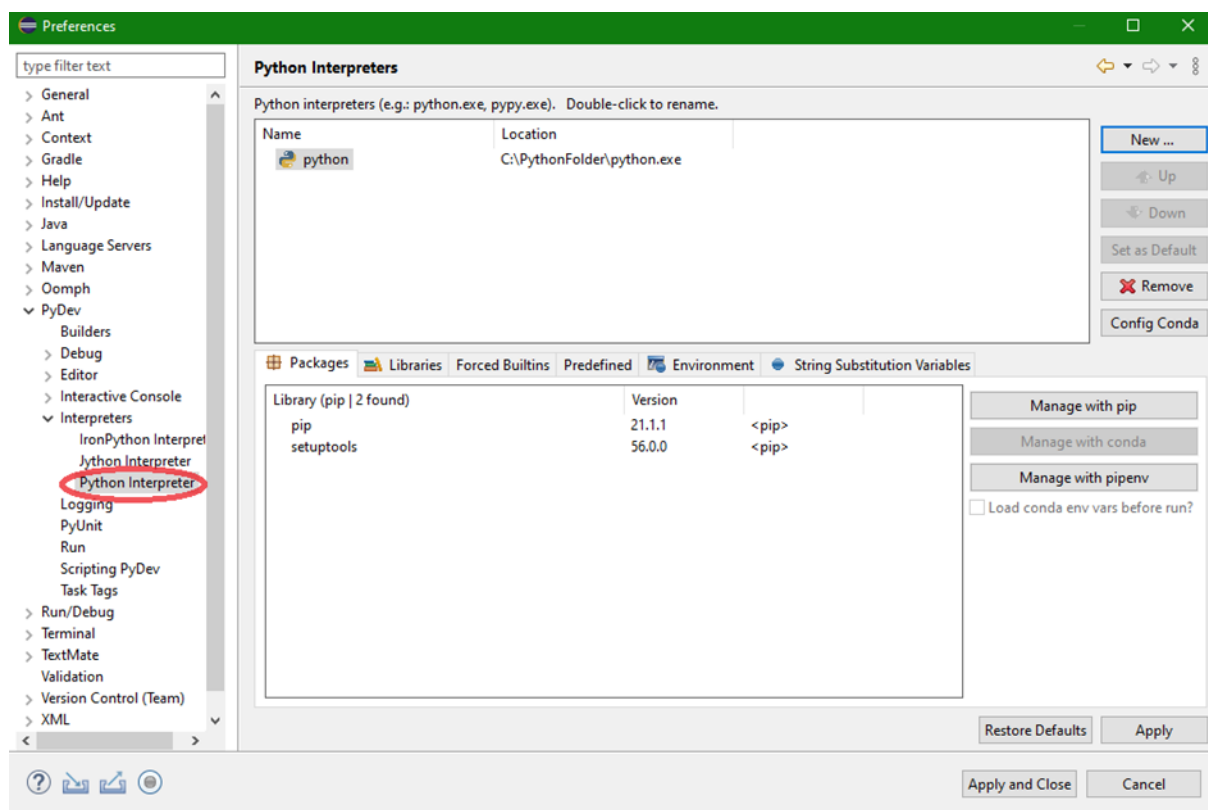 Preferences
type filter text
General
Ant
Context
Gradle
Help
Install/Update
Java
Language Servers
Maven
Oomph
PyDev
Builders
Debug
Editor
Interactive Console
Interpreters
IronPython Interpret
Jython Interpreter
Python Interpreter
Logging
PyUnit
Run
Scripting PyDev
Task Tags
Run/Debug
Terminal
TextMate
Validation
Version Control (Team)
XML
Python Interpreters
Python interpreters (e.g.: python.exe, pypy.exe).   Double-click to rename.
Name Location
python C:\PythonFolder\python.exe
New ...
Up
Down
Set as Default
Remove
Config Conda
Packages Libraries Forced Builtins Predefined Environment String Substitution Variables
Library (pip | 2 found) Version
pip 21.1.1 <pip>
setuptools 56.0.0 <pip>
Manage with pip
Manage with conda
Manage with pipenv
Load conda env vars before run?
Restore Defaults Apply
Apply and Close Cancel